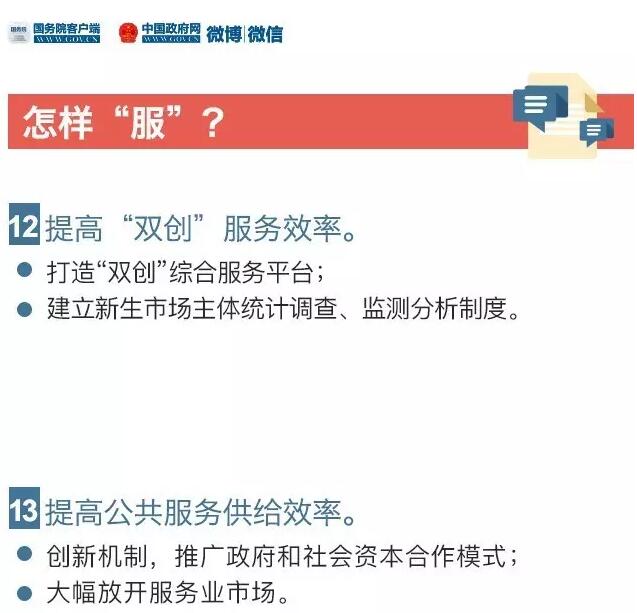 国务院客户端 中国政府网 微博|微信
WWW.GOV.CN WWW.GOV.CN
怎样“服”？
12 提高“双创”服务效率。
● 打造“双创”综合服务平台；
● 建立新生市场主体统计调查、监测分析制度。
13 提高公共服务供给效率。
● 创新机制，推广政府和社会资本合作模式；
● 大幅放开服务业市场。